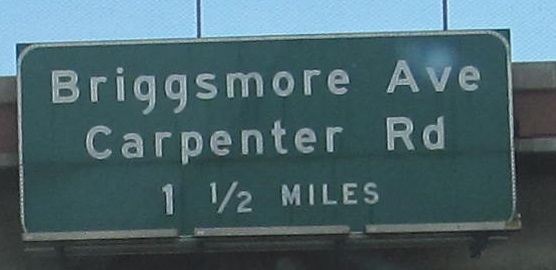 Briggsmore Ave
Carpenter Rd
1 1/2 MILES